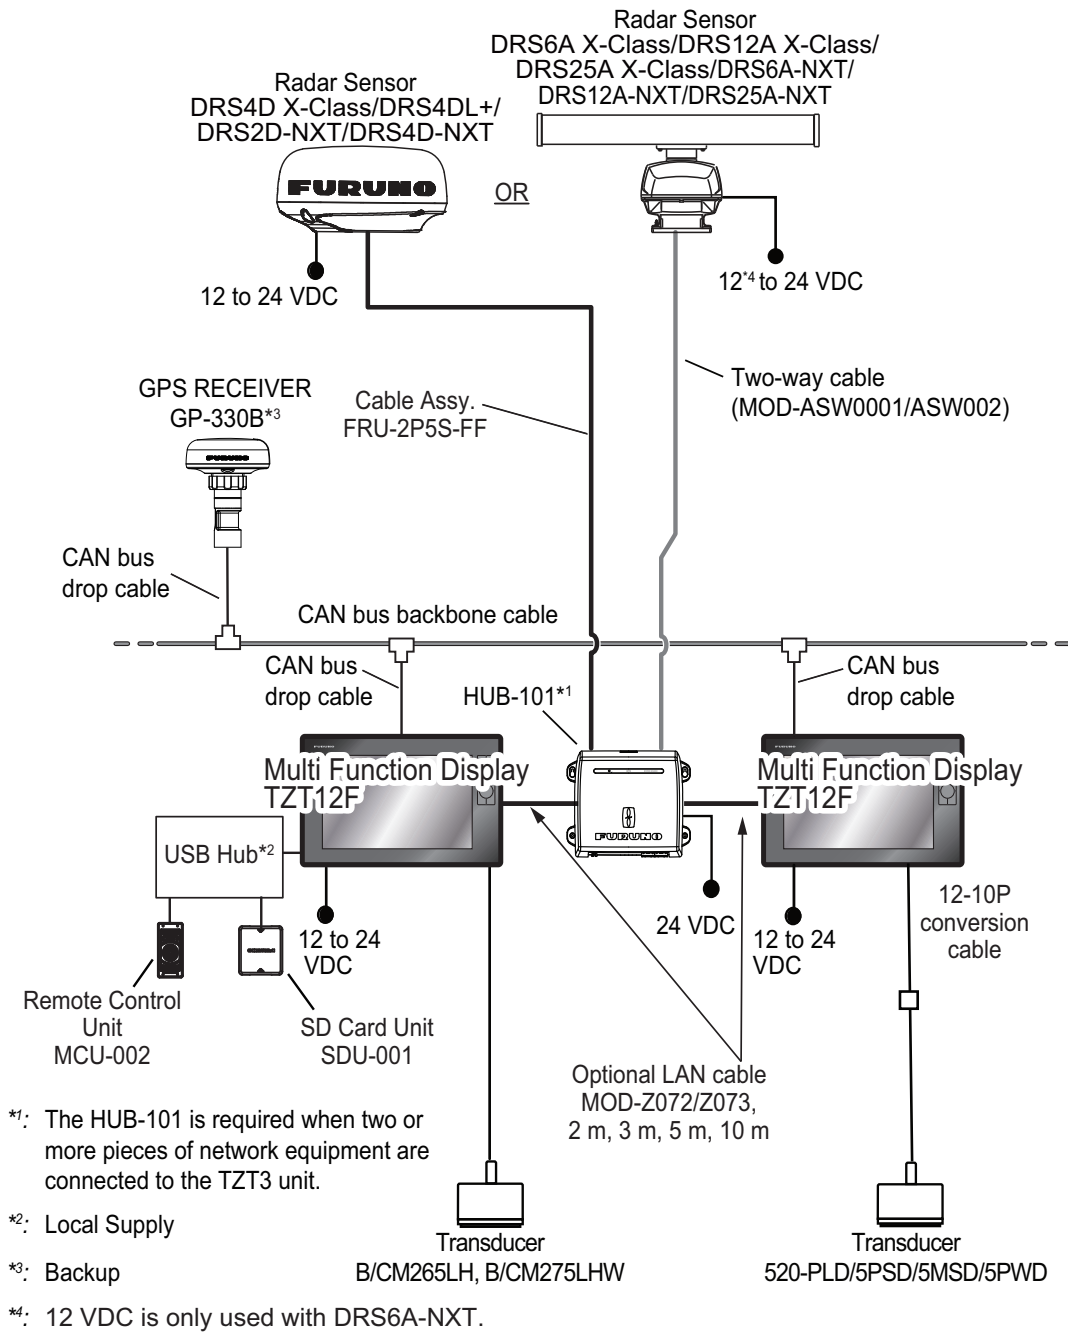 Radar Sensor
DRS6A X-Class/DRS12A X-Class/
DRS25A X-Class/DRS6A-NXT/
DRS12A-NXT/DRS25A-NXT
Radar Sensor
DRS4D X-Class/DRS4DL+/
DRS2D-NXT/DRS4D-NXT
FURUNO
OR
12 to 24 VDC
12*4 to 24 VDC
Two-way cable
(MOD-ASW0001/ASW002)
Cable Assy.
FRU-2P5S-FF
GPS RECEIVER
GP-330B*3
FURUNO
CAN bus
drop cable
CAN bus backbone cable
CAN bus
drop cable
HUB-101*1
CAN bus
drop cable
FURUNO
Multi Function Display
TZT12F
FURUNO
FURUNO
Multi Function Display
TZT12F
USB Hub*2
12 to 24
VDC
24 VDC
12 to 24
VDC
12-10P
conversion
cable
Remote Control
Unit
MCU-002
SD Card Unit
SDU-001
Optional LAN cable
MOD-Z072/Z073,
2 m, 3 m, 5 m, 10 m
*1: The HUB-101 is required when two or
more pieces of network equipment are
connected to the TZT3 unit.
*2: Local Supply
*3: Backup
*4: 12 VDC is only used with DRS6A-NXT.
Transducer
B/CM265LH, B/CM275LHW
Transducer
520-PLD/5PSD/5MSD/5PWD